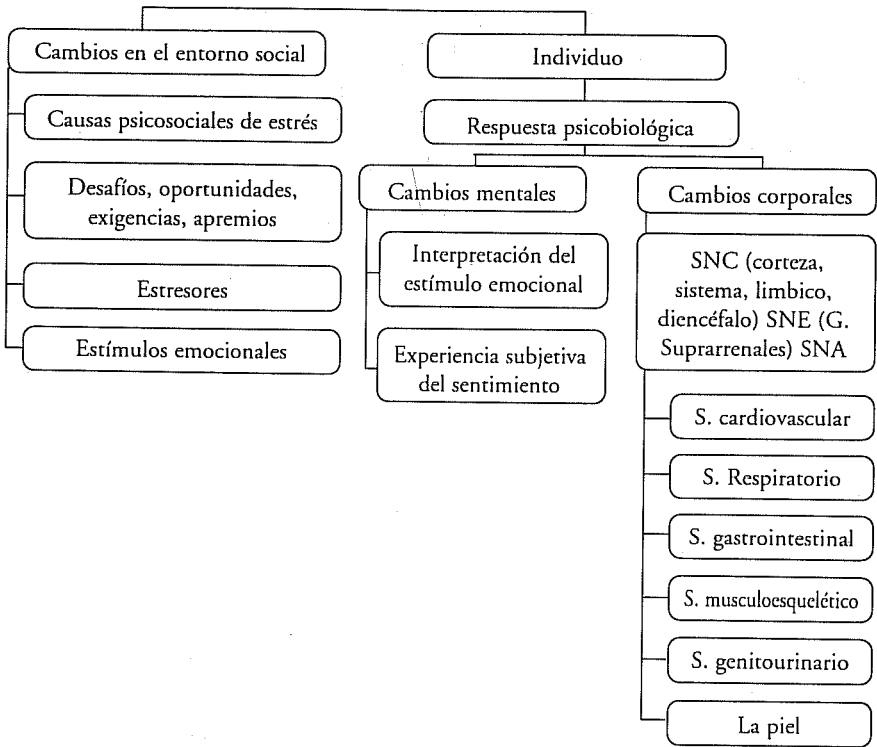 Cambios en el entorno social
Causas psicosociales de estrés
Desafíos, oportunidades,
exigencias, apremios
Estresores
Estímulos emocionales
Individuo
Respuesta psicobiológica
Cambios mentales
Interpretación del
estímulo emocional
Experiencia subjetiva
del sentimiento
Cambios corporales
SNC (corteza,
sistema, limbico,
diencéfalo) SNE (G.
Suprarrenales) SNA
S. cardiovascular
S. Respiratorio
S. gastrointestinal
S. musculoesquelético
S. genitourinario
La piel